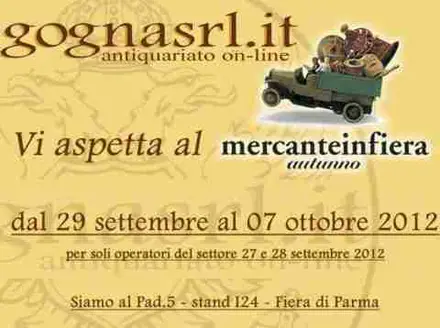 gognasrl.it
antiquariato on-line
Vi aspetta al mercanteinfiera
autunno
dal 29 settembre al 07 ottobre 2012
per soli operatori del settore 27 e 28 settembre 2012
Siamo al Pad.5 - stand I24 - Fiera di Parma